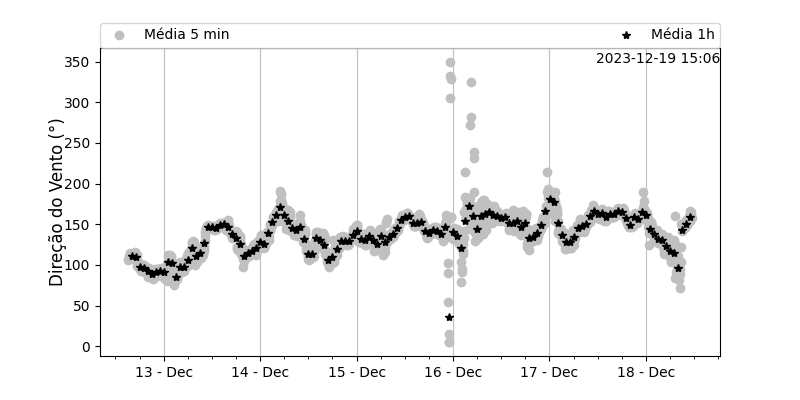 Média 5 min
Média 1h
2023-12-19 15:06
Direção do Vento (°)
350
300
250
200
150
100
50
0
13 - Dec
14 - Dec
15 - Dec
16 - Dec
17 - Dec
18 - Dec